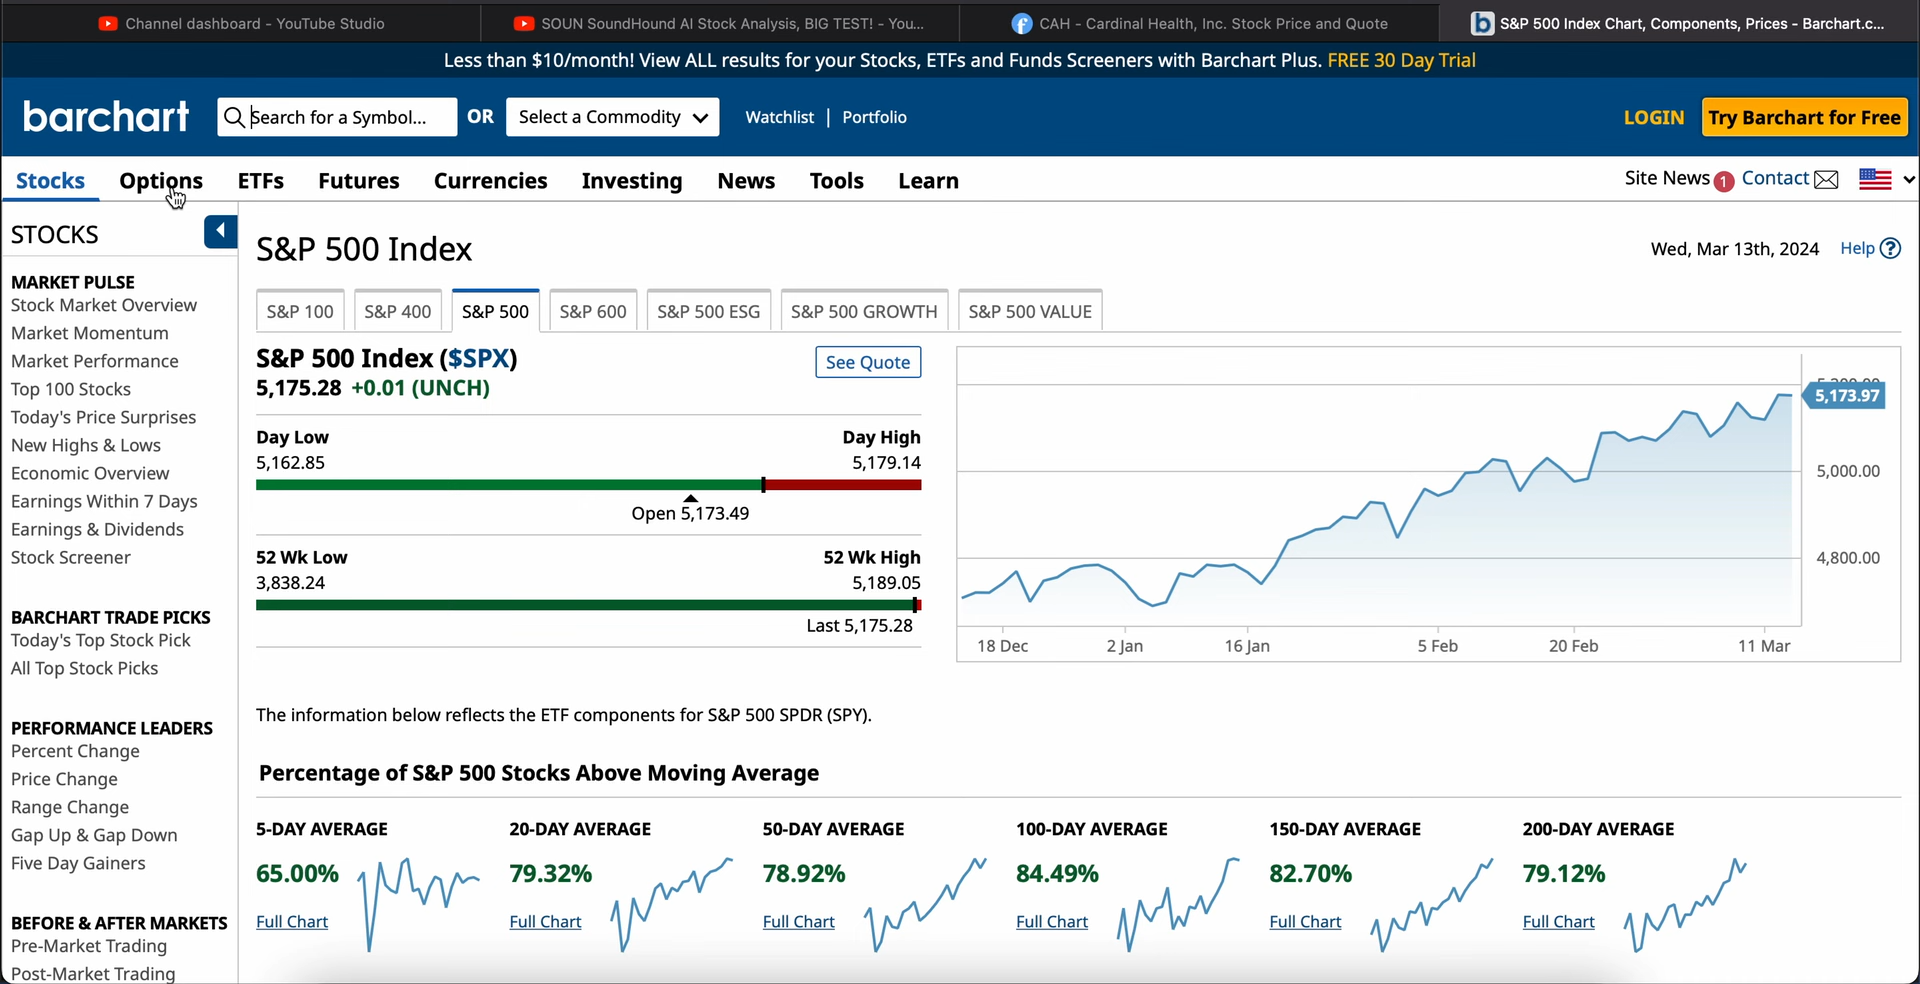 Channel dashboard - YouTube Studio
SOUN SoundHound AI Stock Analysis, BIG TEST! - You...
CAH - Cardinal Health, Inc. Stock Price and Quote
S&P 500 Index Chart, Components, Prices - Barchart.c...
Less than $10/month! View ALL results for your Stocks, ETFs and Funds Screeners with Barchart Plus. FREE 30 Day Trial
barchart
Search for a Symbol...
OR
Select a Commodity
Watchlist | Portfolio
LOGIN
Try Barchart for Free
Stocks Options ETFs Futures Currencies Investing News Tools Learn
Site News 1 Contact
STOCKS
MARKET PULSE
Stock Market Overview
Market Momentum
Market Performance
Top 100 Stocks
Today's Price Surprises
New Highs & Lows
Economic Overview
Earnings Within 7 Days
Earnings & Dividends
Stock Screener
BARCHART TRADE PICKS
Today's Top Stock Pick
All Top Stock Picks
PERFORMANCE LEADERS
Percent Change
Price Change
Range Change
Gap Up & Gap Down
Five Day Gainers
BEFORE & AFTER MARKETS
Pre-Market Trading
Post-Market Trading
S&P 500 Index
Wed, Mar 13th, 2024
Help ?
S&P 100 S&P 400 S&P 500 S&P 600 S&P 500 ESG S&P 500 GROWTH S&P 500 VALUE
S&P 500 Index ($SPX)
5,175.28 +0.01 (UNCH)
See Quote
Day Low Day High
5,162.85 5,179.14
Open 5,173.49
52 Wk Low 52 Wk High
3,838.24 5,189.05
Last 5,175.28
5,173.97
5,000.00
4,800.00
18 Dec 2 Jan 16 Jan 5 Feb 20 Feb 11 Mar
The information below reflects the ETF components for S&P 500 SPDR (SPY).
Percentage of S&P 500 Stocks Above Moving Average
5-DAY AVERAGE 20-DAY AVERAGE 50-DAY AVERAGE 100-DAY AVERAGE 150-DAY AVERAGE 200-DAY AVERAGE
65.00% 79.32% 78.92% 84.49% 82.70% 79.12%
Full Chart Full Chart Full Chart Full Chart Full Chart Full Chart